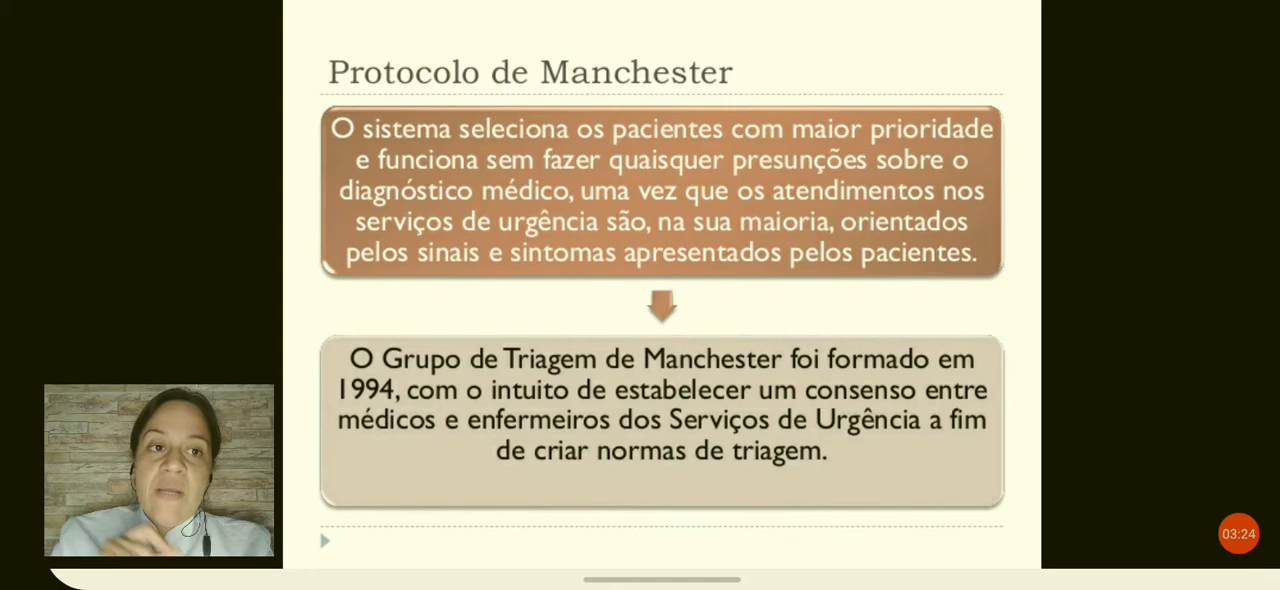 Protocolo de Manchester
O sistema seleciona os pacientes com maior prioridade
e funciona sem fazer quaisquer presunções sobre o
diagnóstico médico, uma vez que os atendimentos nos
serviços de urgência são, na sua maioria, orientados
pelos sinais e sintomas apresentados pelos pacientes.
O Grupo de Triagem de Manchester foi formado em
1994, com o intuito de estabelecer um consenso entre
médicos e enfermeiros dos Serviços de Urgência a fim
de criar normas de triagem.
03:24